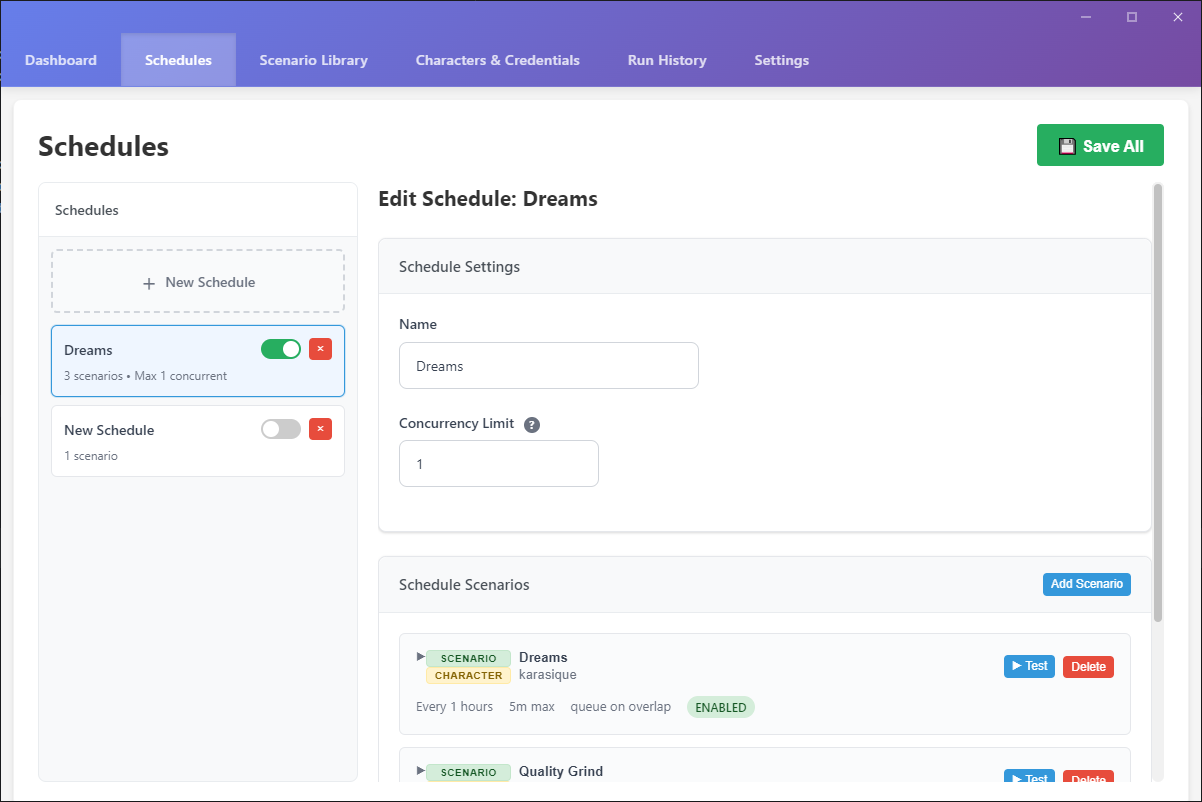 Dashboard
Schedules
Scenario Library
Characters & Credentials
Run History
Settings
Schedules
Save All
Schedules
+ New Schedule
Dreams
3 scenarios • Max 1 concurrent
New Schedule
1 scenario
Edit Schedule: Dreams
Schedule Settings
Name
Dreams
Concurrency Limit ?
1
Schedule Scenarios
Add Scenario
SCENARIO Dreams
CHARACTER karasique
Test
Delete
Every 1 hours 5m max queue on overlap ENABLED
SCENARIO Quality Grind
Test
Delete